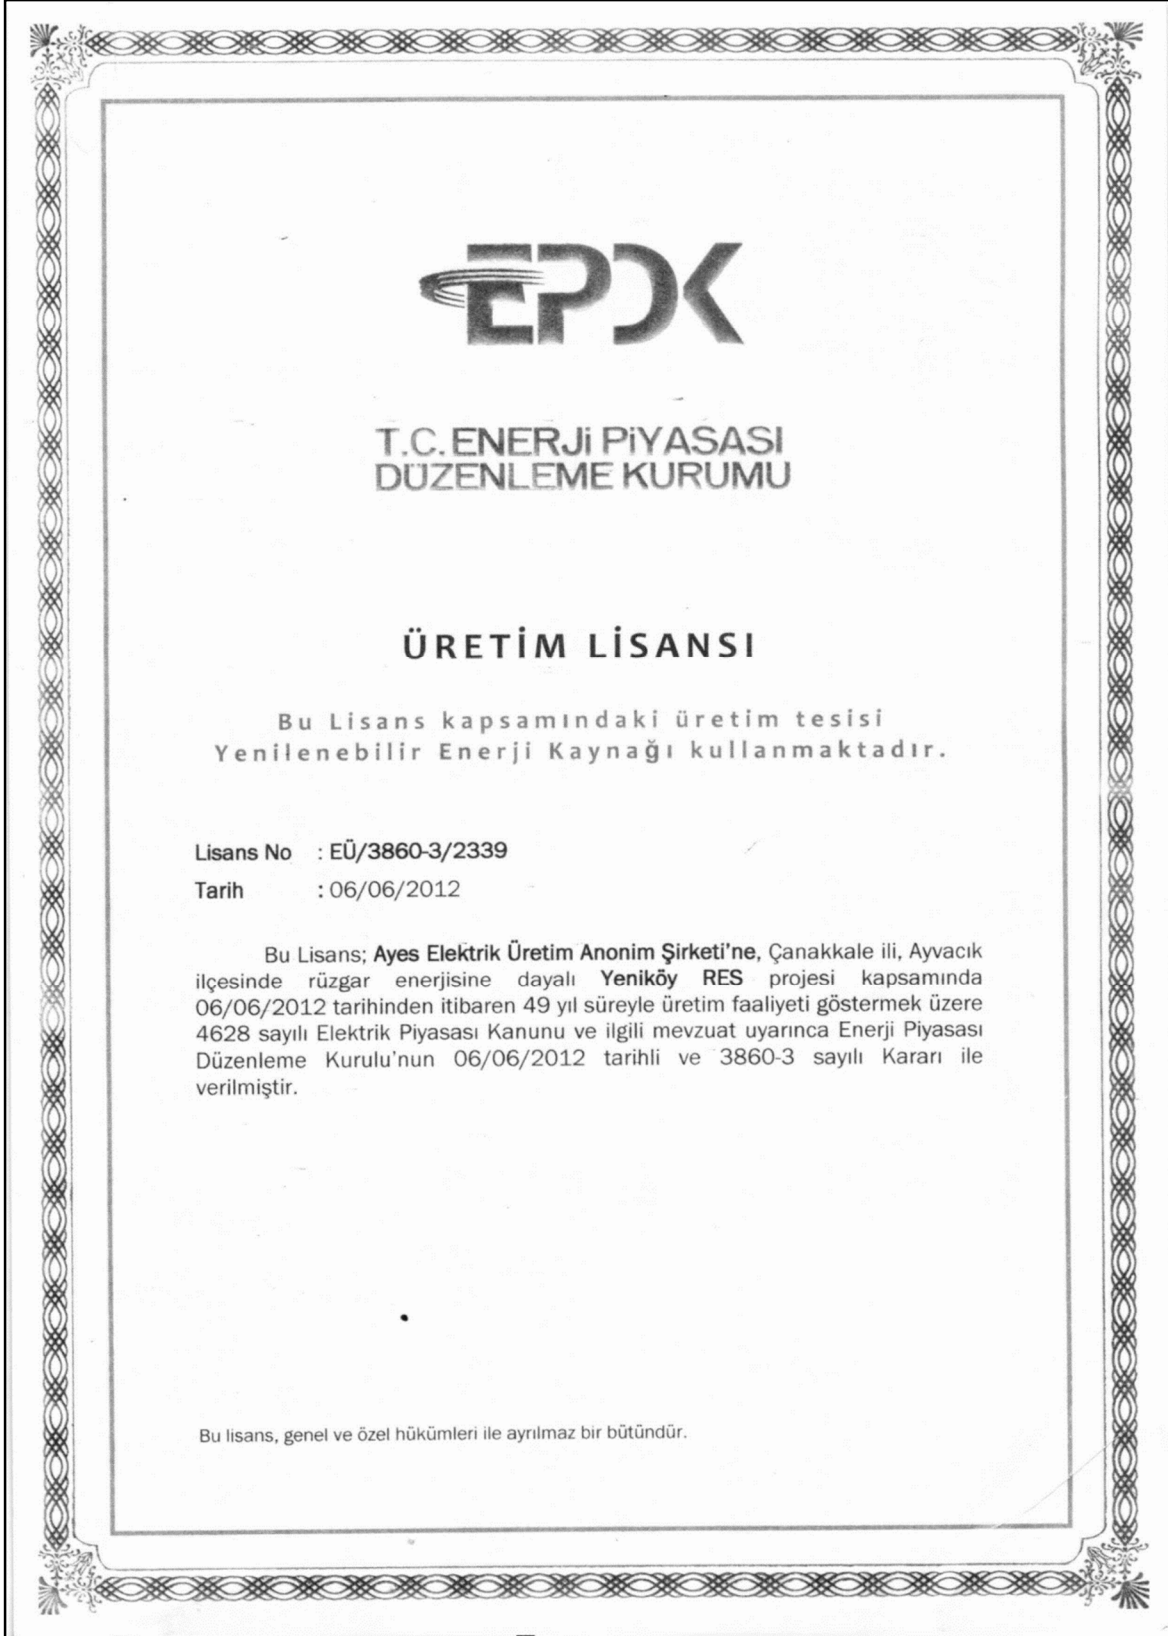 EPDK
T.C. ENERJİ PİYASASI
DÜZENLEME KURUMU
ÜRETİM LİSANSI
Bu Lisans kapsamındaki üretim tesisi
Yenilenebilir Enerji Kaynağı kullanmaktadır.
Lisans No : EÜ/3860-3/2339
Tarih : 06/06/2012
Bu Lisans; Ayes Elektrik Üretim Anonim Şirketi'ne, Çanakkale ili, Ayvacık
ilçesinde rüzgar enerjisine dayalı Yeniköy RES projesi kapsamında
06/06/2012 tarihinden itibaren 49 yıl süreyle üretim faaliyeti göstermek üzere
4628 sayılı Elektrik Piyasası Kanunu ve ilgili mevzuat uyarınca Enerji Piyasası
Düzenleme Kurulu'nun 06/06/2012 tarihli ve 3860-3 sayılı Kararı ile
verilmiştir.
Bu lisans, genel ve özel hükümleri ile ayrılmaz bir bütündür.